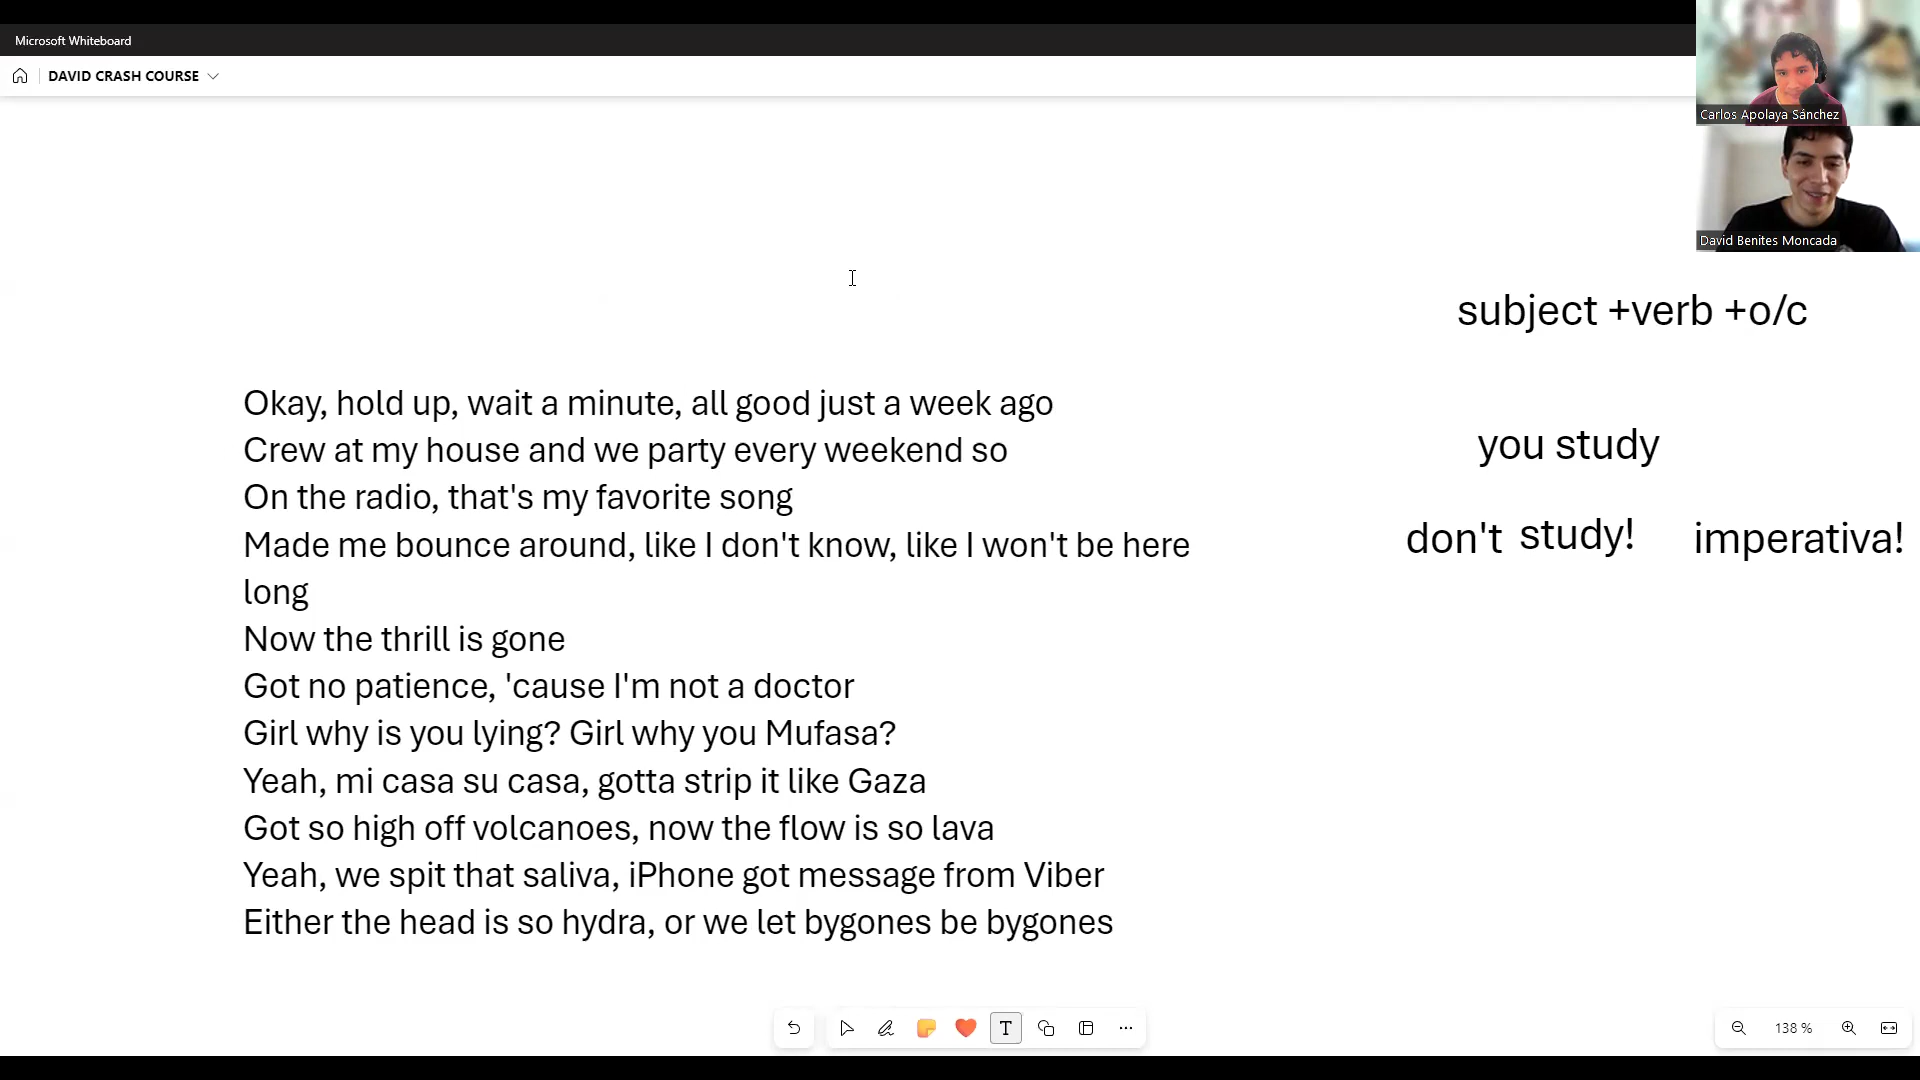 Microsoft Whiteboard
DAVID CRASH COURSE
Carlos Apolaya Sánchez
David Benites Moncada
subject +verb +o/c
you study
don't study! imperativa!
Okay, hold up, wait a minute, all good just a week ago
Crew at my house and we party every weekend so
On the radio, that's my favorite song
Made me bounce around, like I don't know, like I won't be here
long
Now the thrill is gone
Got no patience, 'cause I'm not a doctor
Girl why is you lying? Girl why you Mufasa?
Yeah, mi casa su casa, gotta strip it like Gaza
Got so high off volcanoes, now the flow is so lava
Yeah, we spit that saliva, iPhone got message from Viber
Either the head is so hydra, or we let bygones be bygones
T
138 %